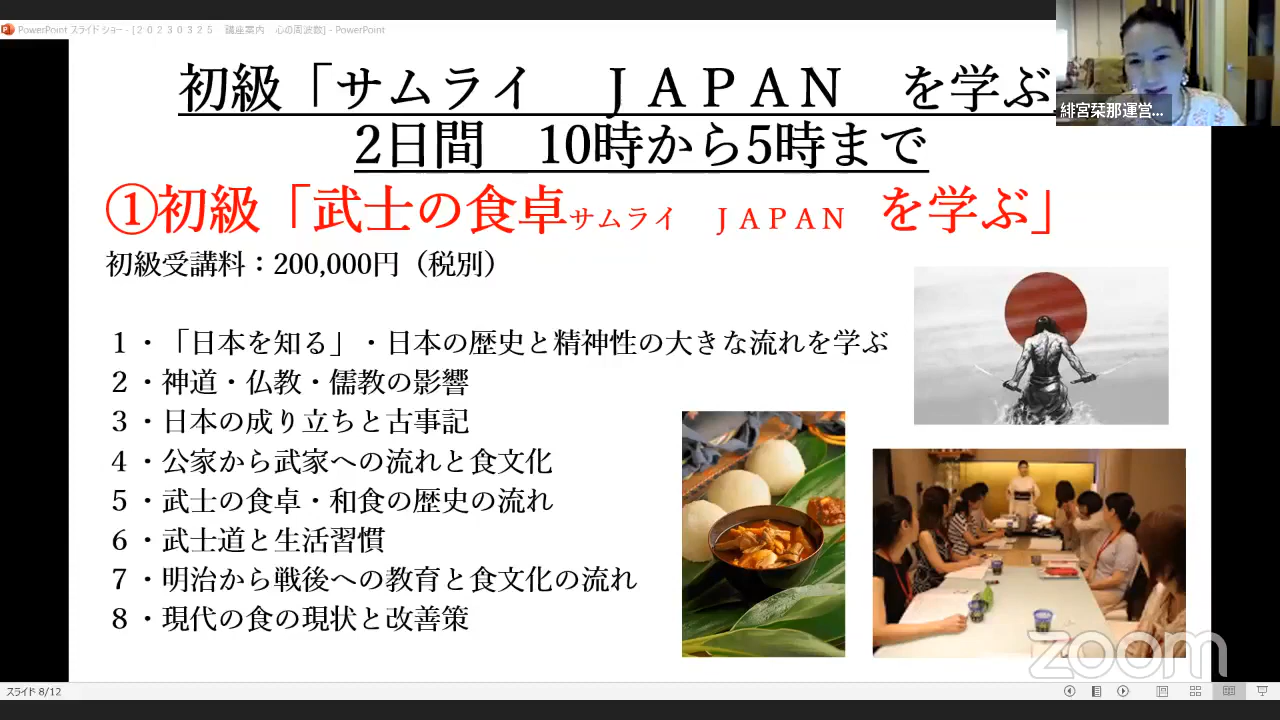 PowerPoint スライド ショー - [２０２３０３２５　講座案内　心の周波数] - PowerPoint
初級「サムライ　ＪＡＰＡＮ　を学ぶ
2日間　10時から5時まで
①初級「武士の食卓サムライ　ＪＡＰＡＮ　を学ぶ」
初級受講料：200,000円（税別）
１・「日本を知る」・日本の歴史と精神性の大きな流れを学ぶ
２・神道・仏教・儒教の影響
３・日本の成り立ちと古事記
４・公家から武家への流れと食文化
５・武士の食卓・和食の歴史の流れ
６・武士道と生活習慣
７・明治から戦後への教育と食文化の流れ
８・現代の食の現状と改善策
緋宮栞那運営...
zoom
スライド 8/12